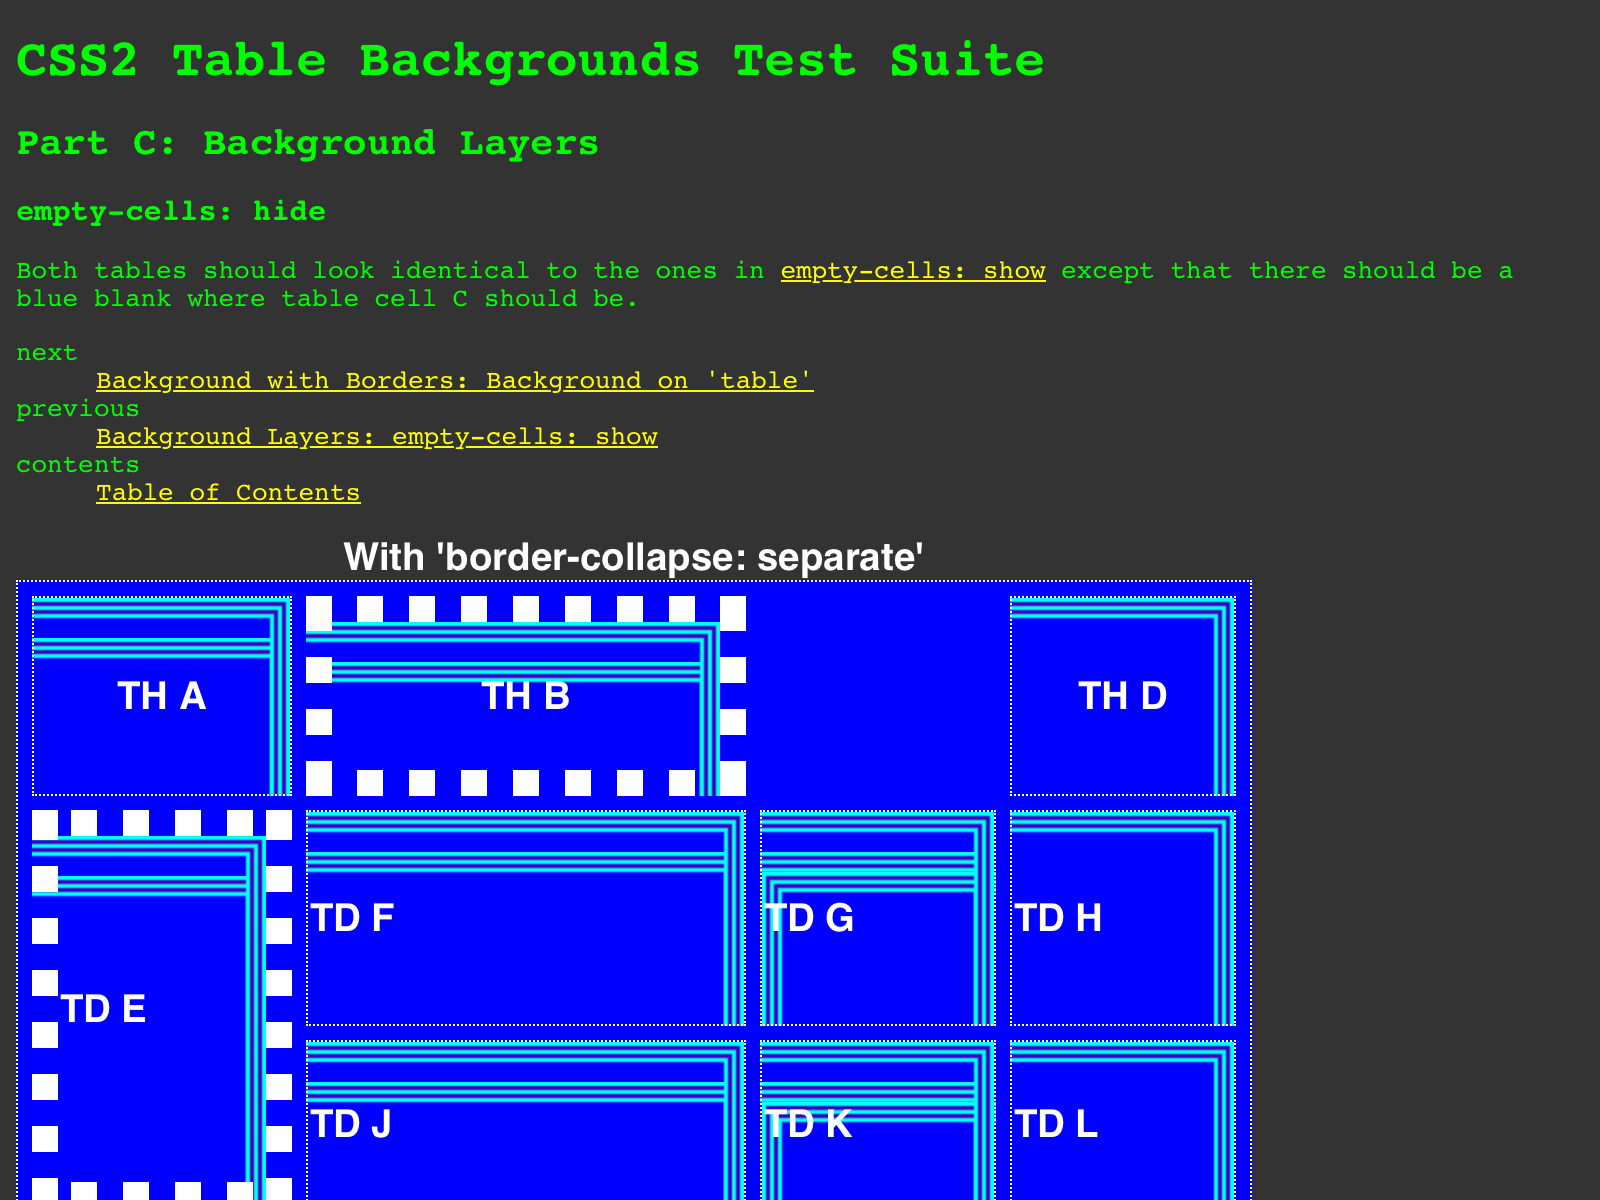 CSS2 Table Backgrounds Test Suite
Part C: Background Layers
empty-cells: hide
Both tables should look identical to the ones in empty-cells: show except that there should be a
blue blank where table cell C should be.
next
Background with Borders: Background on 'table'
previous
Background Layers: empty-cells: show
contents
Table of Contents
With 'border-collapse: separate'
TH A TH B TH D
TD F TD G TD H
TD E
TD J TD K TD L